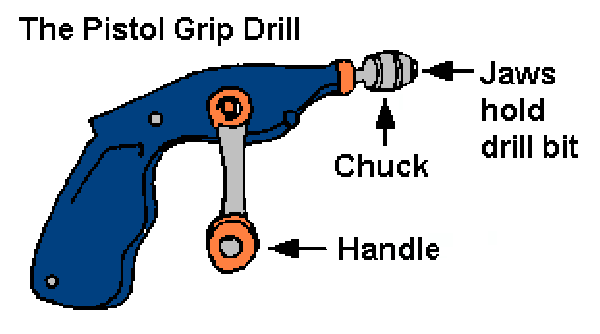 The Pistol Grip Drill
Jaws
hold
drill bit
Chuck
Handle